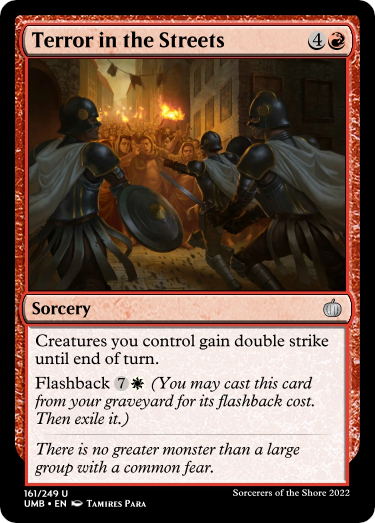 Terror in the Streets 4
Sorcery
Creatures you control gain double strike
until end of turn.
Flashback 7 (You may cast this card
from your graveyard for its flashback cost.
Then exile it.)
There is no greater monster than a large
group with a common fear.
161/249 U
UMB • EN Tamires Para
Sorcerers of the Shore 2022